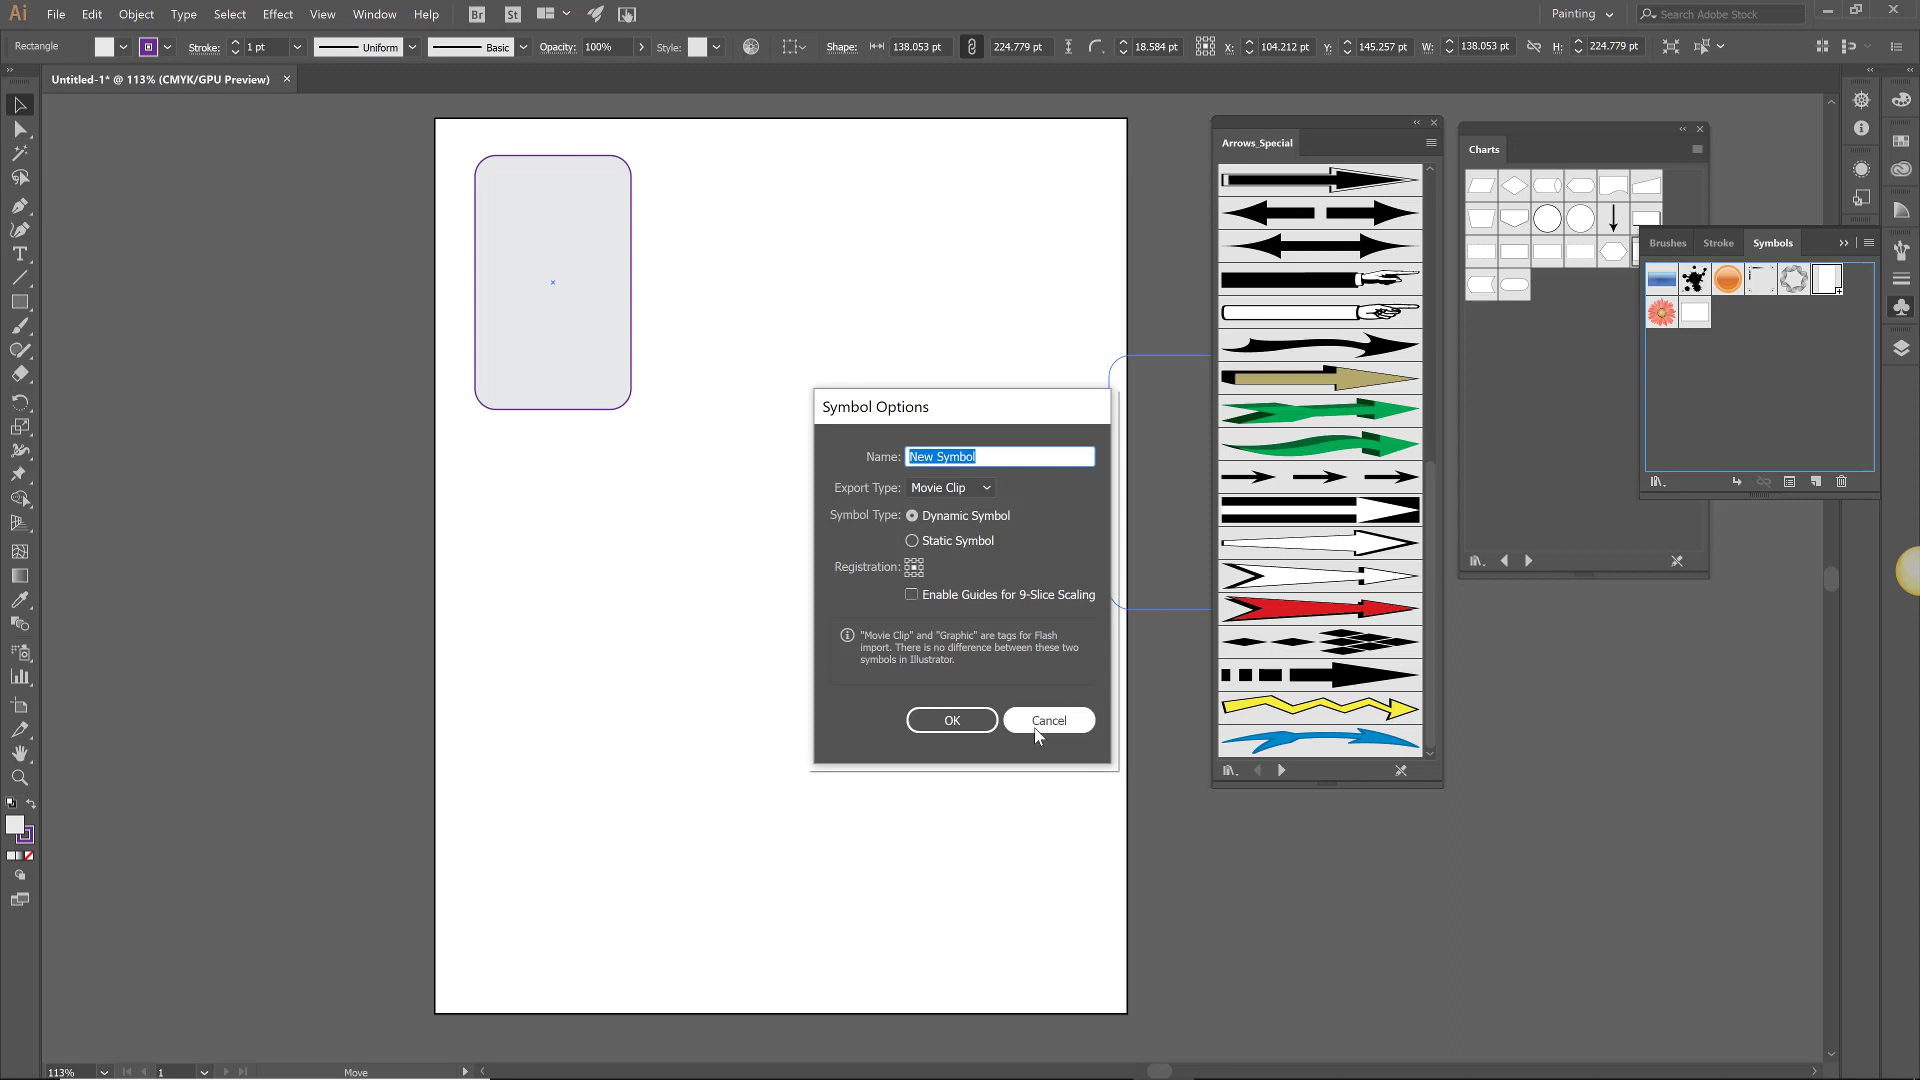 Ai File Edit Object Type Select Effect View Window Help Br St Painting Search Adobe Stock
Rectangle Stroke: 1 pt Uniform Basic Opacity: 100% Style: Shape: 138.053 pt 224.779 pt 18.584 pt X: 104.212 pt Y: 145.257 pt W: 138.053 pt H: 224.779 pt
Untitled-1* @ 113% (CMYK/GPU Preview)
Arrows_Special
Charts
Brushes Stroke Symbols
Symbol Options
Name: New Symbol
Export Type: Movie Clip
Symbol Type: Dynamic Symbol
Static Symbol
Registration:
Enable Guides for 9-Slice Scaling
"Movie Clip" and "Graphic" are tags for Flash
import. There is no difference between these two
symbols in Illustrator.
OK Cancel
113% 1 Move